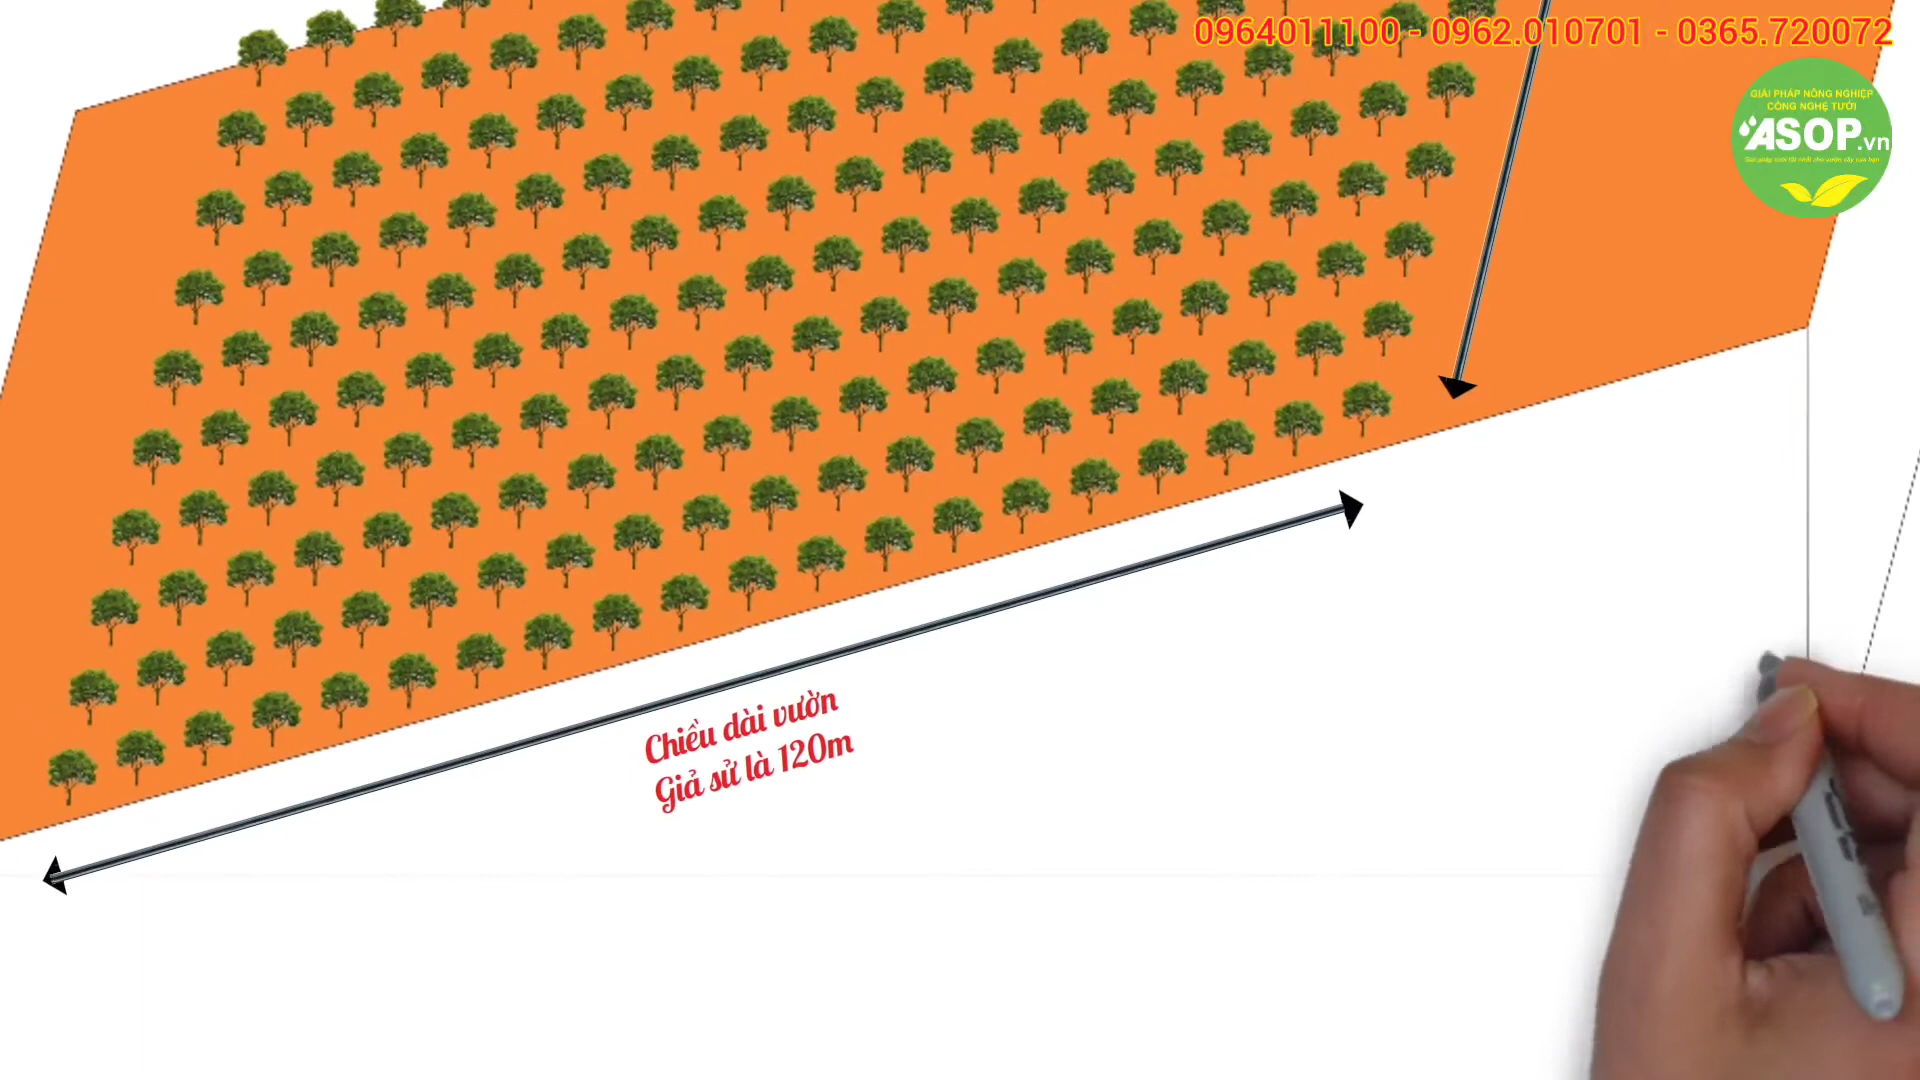 0964011100 - 0962.010701 - 0365.720072
GIẢI PHÁP NÔNG NGHIỆP
CÔNG NGHỆ TƯỚI
ASOP.vn
Chiều dài vườn
Giả sử là 120m